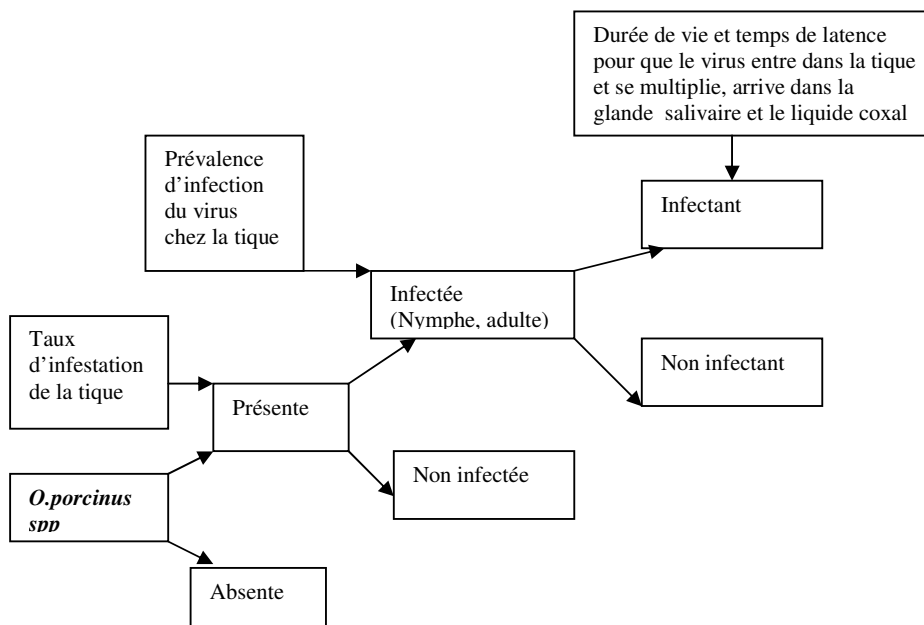 Durée de vie et temps de latence
pour que le virus entre dans la tique
et se multiplie, arrive dans la
glande salivaire et le liquide coxal
Prévalence
d’infection
du virus
chez la tique
Infectant
Infectée
(Nymphe, adulte)
Taux
d’infestation
de la tique
Non infectant
Présente
Non infectée
O.porcinus
spp
Absente